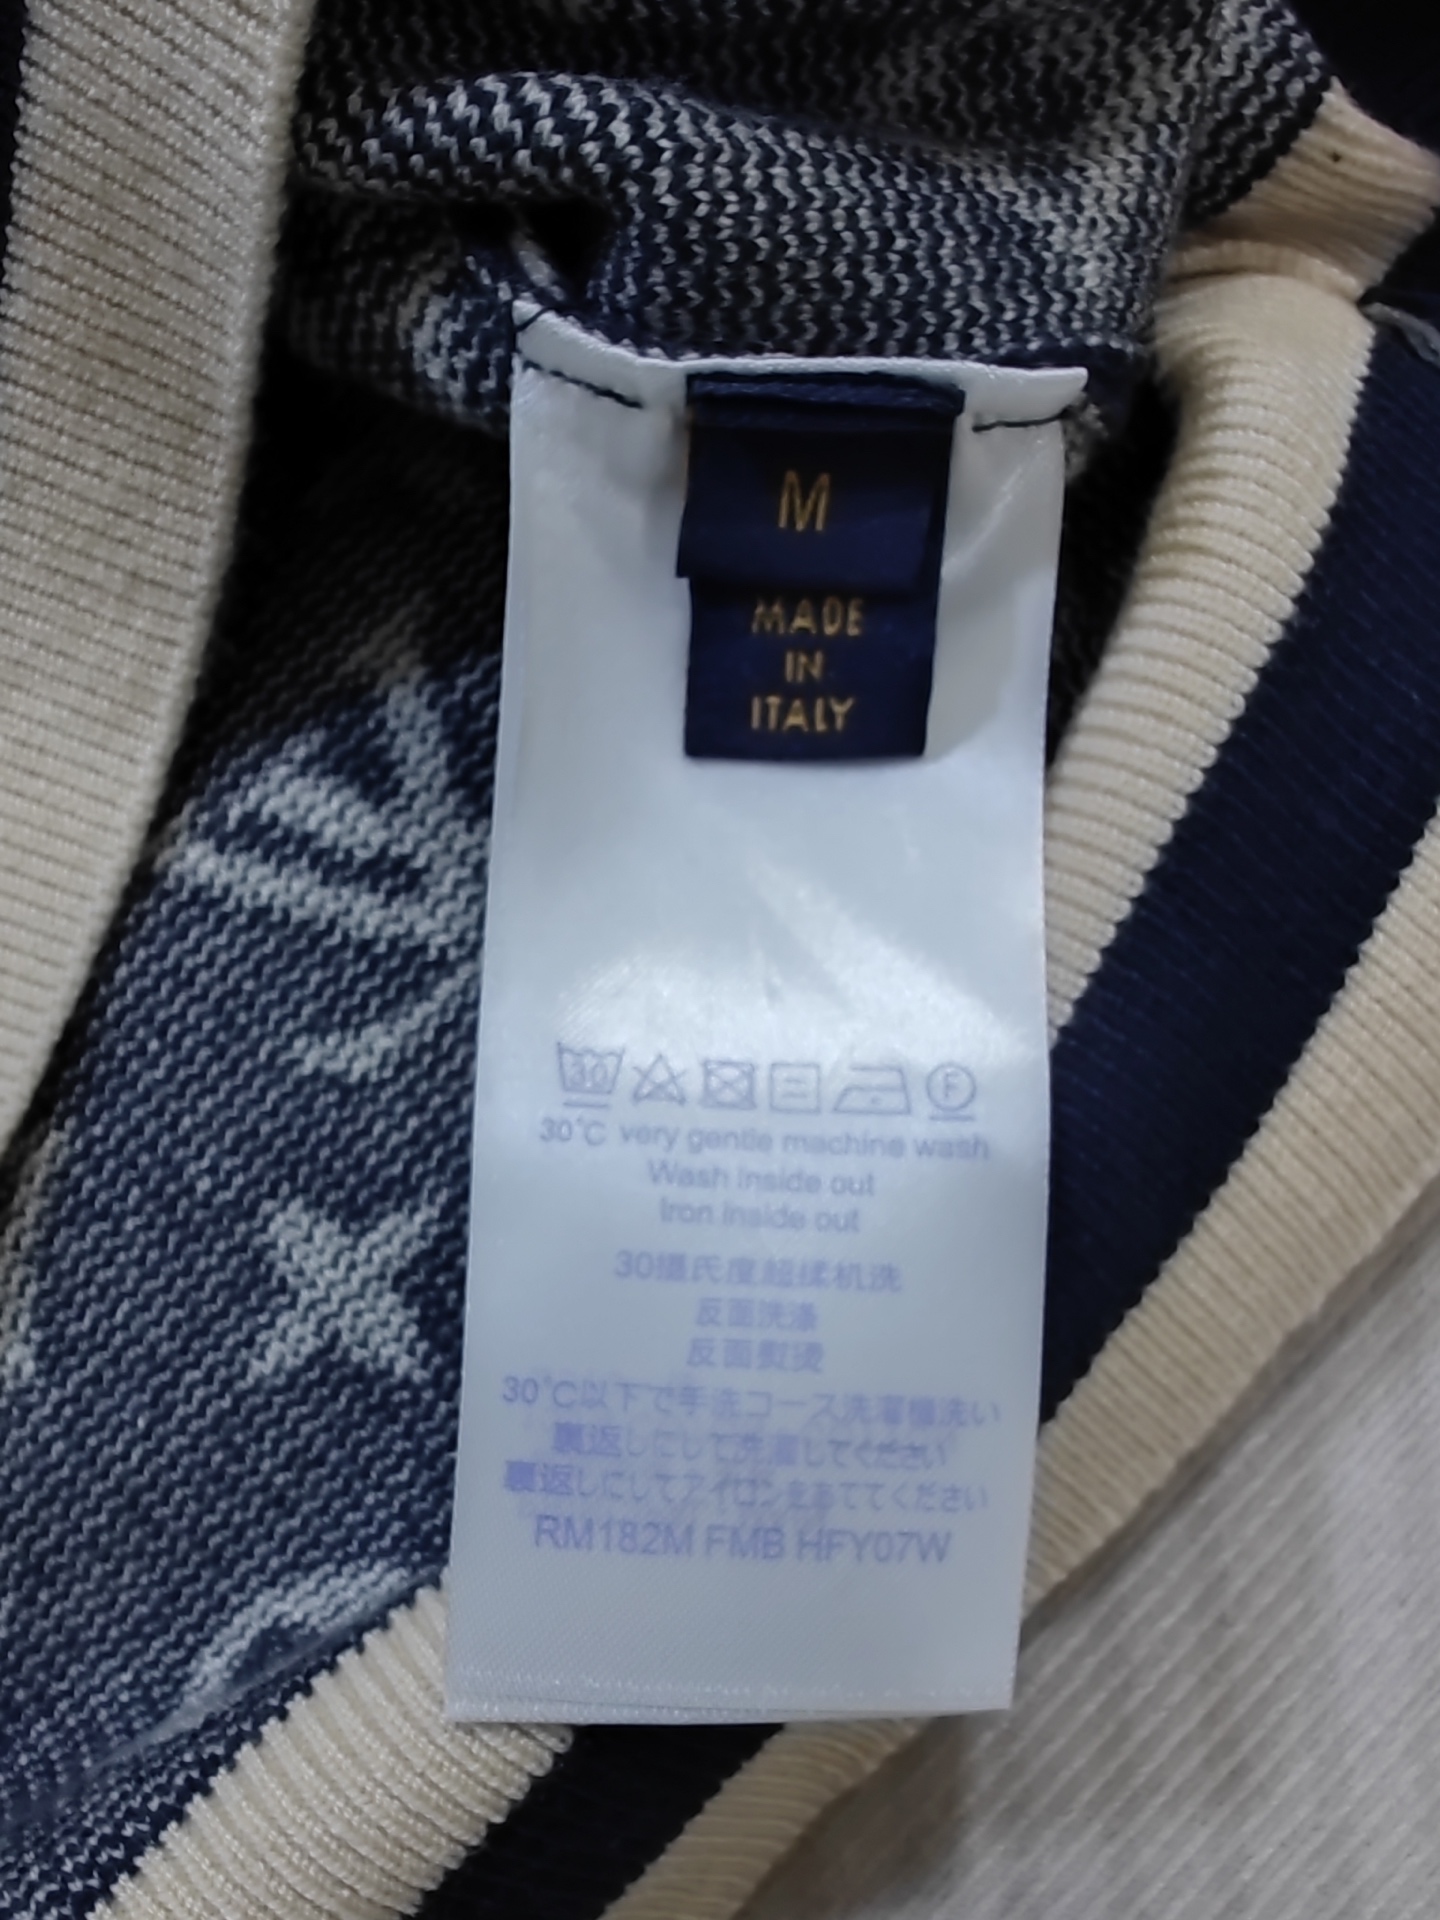 M
MADE
IN
ITALY
30
F
30°C very gentle machine wash
Wash inside out
Iron inside out
30摄氏度超柔机洗
反面洗涤
反面熨烫
30°C以下で手洗コース洗濯機洗い
裏返しにして洗濯してください
裏返しにしてアイロンをあててください
RM182M FMB HFY07W